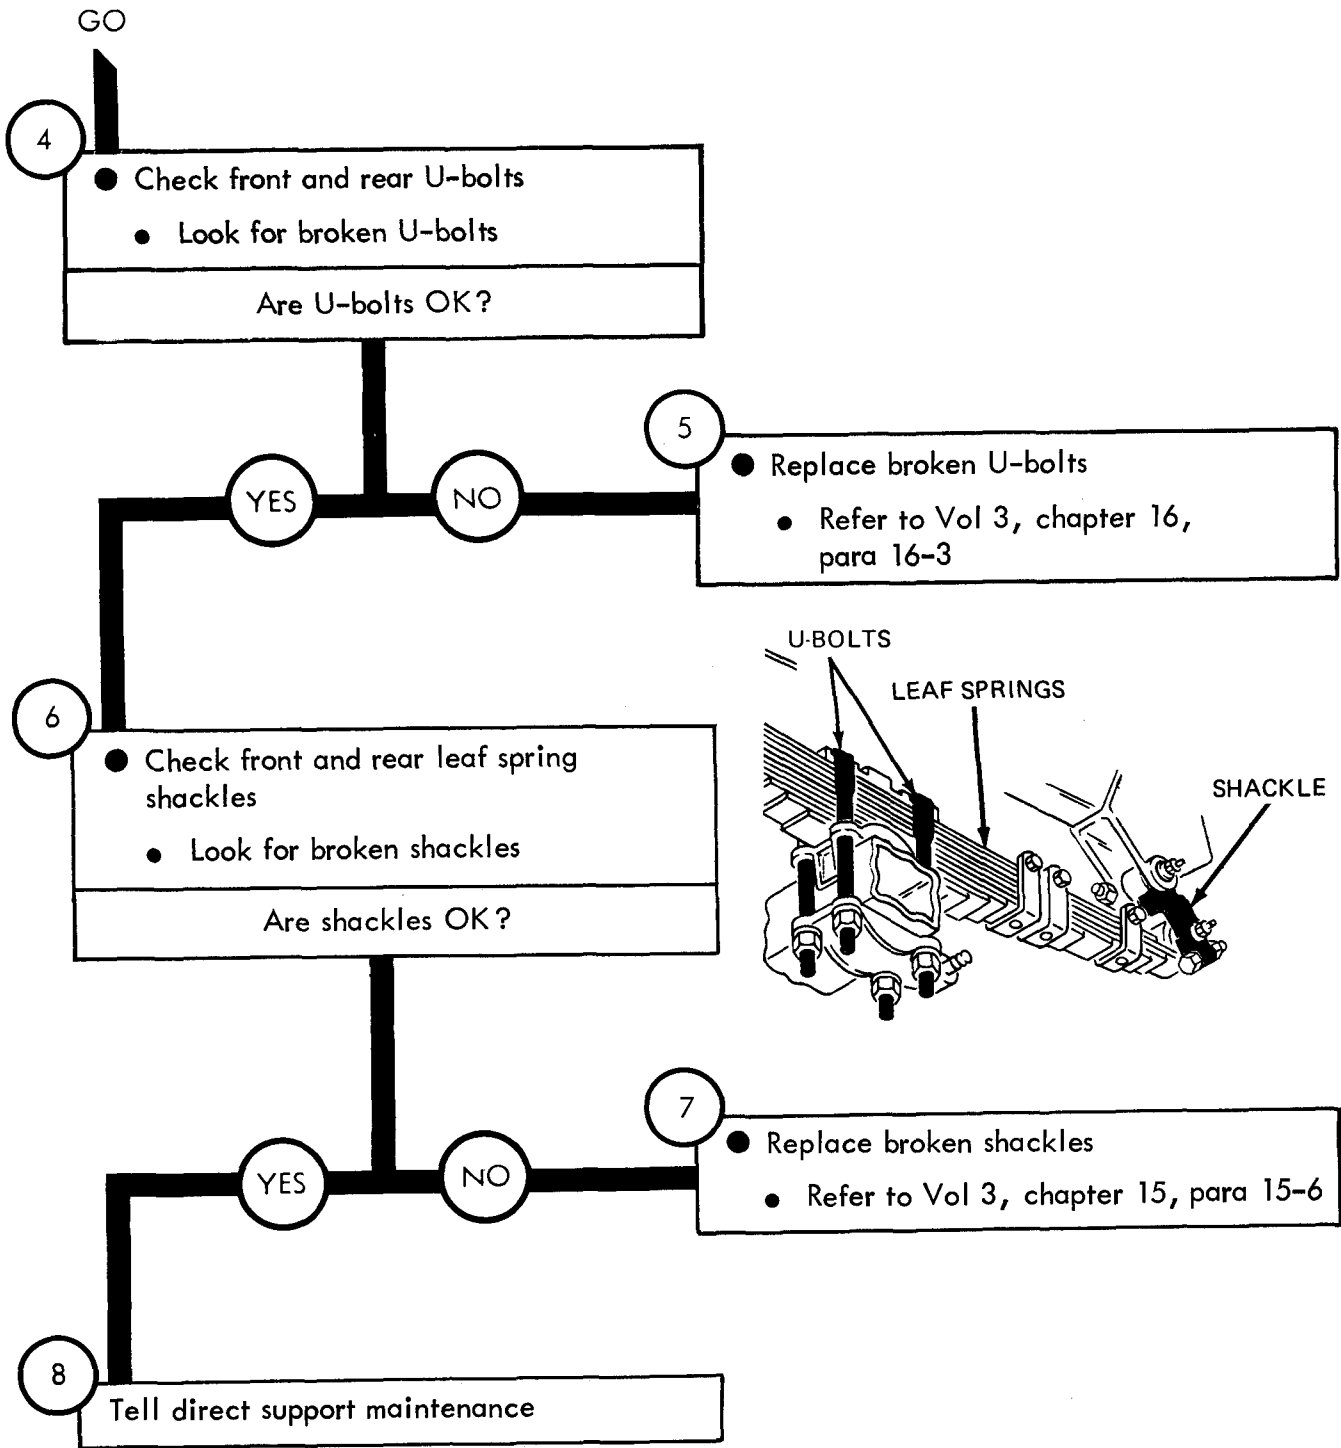 GO
4
● Check front and rear U-bolts
● Look for broken U-bolts
Are U-bolts OK?
YES
NO
5
● Replace broken U-bolts
● Refer to Vol 3, chapter 16,
para 16-3
6
● Check front and rear leaf spring
shackles
● Look for broken shackles
Are shackles OK?
U-BOLTS
LEAF SPRINGS
SHACKLE
YES
NO
7
● Replace broken shackles
● Refer to Vol 3, chapter 15, para 15-6
8
Tell direct support maintenance